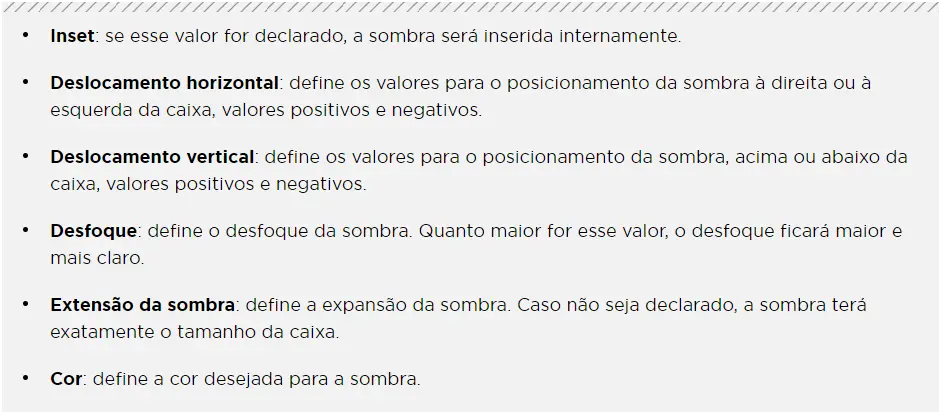 • Inset: se esse valor for declarado, a sombra será inserida internamente.
• Deslocamento horizontal: define os valores para o posicionamento da sombra à direita ou à
esquerda da caixa, valores positivos e negativos.
• Deslocamento vertical: define os valores para o posicionamento da sombra, acima ou abaixo da
caixa, valores positivos e negativos.
• Desfoque: define o desfoque da sombra. Quanto maior for esse valor, o desfoque ficará maior e
mais claro.
• Extensão da sombra: define a expansão da sombra. Caso não seja declarado, a sombra terá
exatamente o tamanho da caixa.
• Cor: define a cor desejada para a sombra.